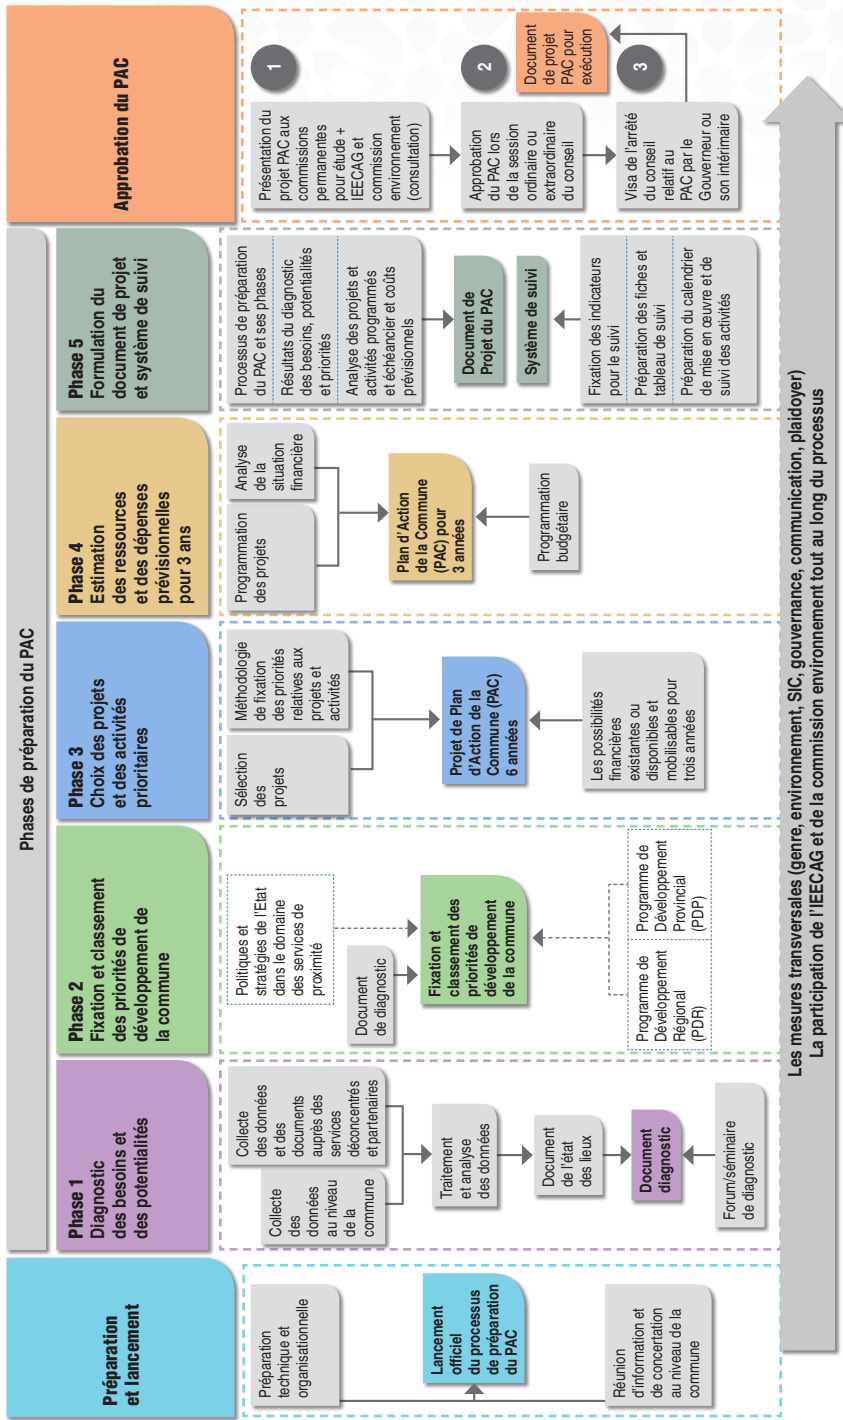 Préparation
et lancement
Phases de préparation du PAC
Approbation du PAC
Phase 1
Diagnostic
des besoins et
des potentialités
Phase 2
Fixation et classement
des priorités de
développement de
la commune
Phase 3
Choix des projets
et des activités
prioritaires
Phase 4
Estimation
des ressources
et des dépenses
prévisionnelles
pour 3 ans
Phase 5
Formulation du
document de projet
et système de suivi
Préparation
technique et
organisationnelle
Lancement
officiel
du processus
de préparation
du PAC
Réunion
d'information et
de concertation
au niveau de la
commune
Collecte
des
données
au niveau
de la
commune
Collecte
des données
et des
documents
auprès des
services
déconcentrés
et partenaires
Traitement
et analyse
des données
Document
de l'état
des lieux
Document
diagnostic
Forum/séminaire
de diagnostic
Politiques et
stratégies de l'Etat
dans le domaine
des services de
proximité
Document
de diagnostic
Fixation et
classement des
priorités de
développement
de la commune
Programme de
Développement
Régional
(PDR)
Programme de
Développement
Provincial
(PDP)
Sélection
des
projets
Méthodologie
de fixation
des priorités
relatives aux
projets et
activités
Projet de Plan
d'Action de la
Commune (PAC)
6 années
Les possibilités
financières
existantes ou
disponibles et
mobilisables pour
trois années
Programmation
des projets
Analyse
de la
situation
financière
Plan d'Action
de la Commune
(PAC) pour
3 années
Programmation
budgétaire
Processus de préparation
du PAC et ses phases
Résultats du diagnostic
des besoins, potentialités
et priorités
Analyse des projets et
activités programmés
et échéancier et coûts
prévisionnels
Document de
Projet du PAC
Système de suivi
Fixation des indicateurs
pour le suivi
Préparation des fiches et
tableau de suivi
Préparation du calendrier
de mise en œuvre et de
suivi des activités
1
Présentation du
projet PAC aux
commissions
permanentes
pour étude +
IEECAG et
commission
environnement
(consultation)
2
Approbation
du PAC lors
de la session
ordinaire ou
extraordinaire
du conseil
Document
de projet
PAC pour
exécution
3
Visa de l'arrêté
du conseil
relatif au
PAC par le
Gouverneur ou
son intérimaire
Les mesures transversales (genre, environnement, SIC, gouvernance, communication, plaidoyer)
La participation de l'IEECAG et de la commission environnement tout au long du processus